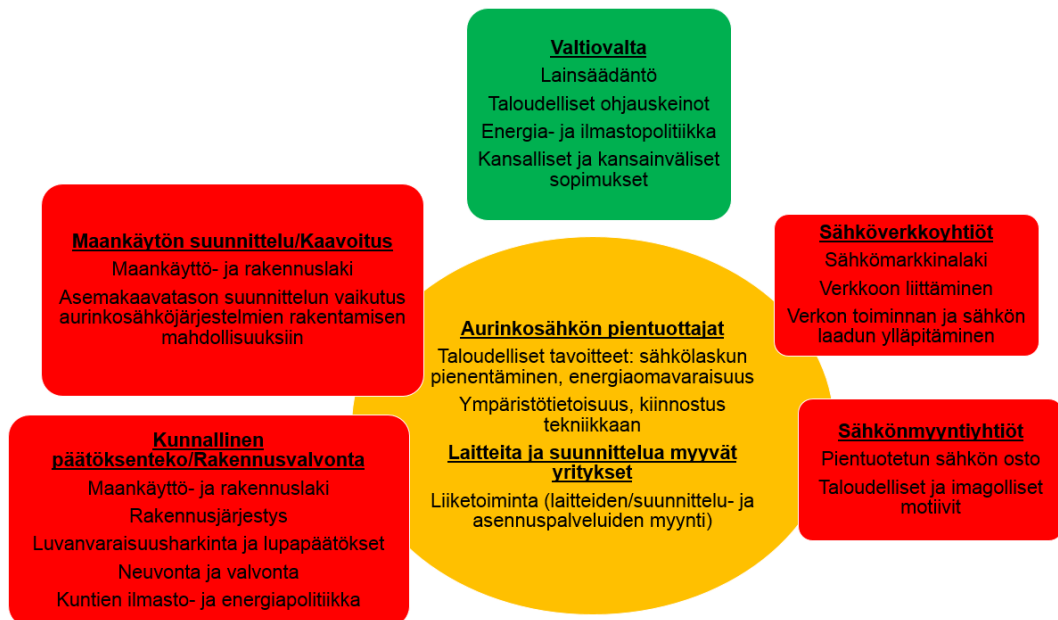 Valtiovalta
Lainsäädäntö
Taloudelliset ohjauskeinot
Energia- ja ilmastopolitiikka
Kansalliset ja kansainväliset
sopimukset
Maankäytön suunnittelu/Kaavoitus
Maankäyttö- ja rakennuslaki
Asemakaavatason suunnittelun vaikutus
aurinkosähköjärjestelmien rakentamisen
mahdollisuuksiin
Sähköverkkoyhtiöt
Sähkömarkkinalaki
Verkkoon liittäminen
Verkon toiminnan ja sähkön
laadun ylläpitäminen
Aurinkosähkön pientuottajat
Taloudelliset tavoitteet: sähkölaskun
pienentäminen, energiaomavaraisuus
Ympäristötietoisuus, kiinnostus
tekniikkaan
Laitteita ja suunnittelua myyvät
yritykset
Liiketoiminta (laitteiden/suunnittelu- ja
asennuspalveluiden myynti)
Kunnallinen
päätöksenteko/Rakennusvalvonta
Maankäyttö- ja rakennuslaki
Rakennusjärjestys
Luvanvaraisuusharkinta ja lupapäätökset
Neuvonta ja valvonta
Kuntien ilmasto- ja energiapolitiikka
Sähkönmyyntiyhtiöt
Pientuotetun sähkön osto
Taloudelliset ja imagolliset
motiivit